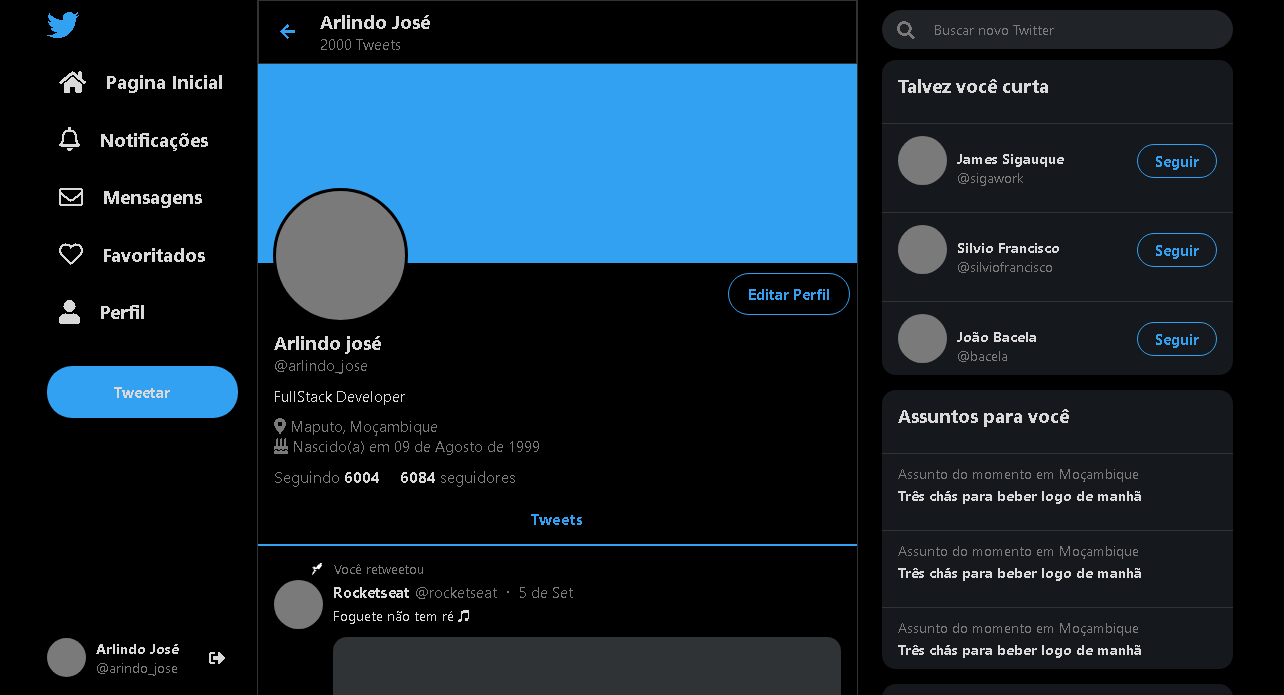 Pagina Inicial
Notificações
Mensagens
Favoritados
Perfil
Tweetar
Arlindo José
@arindo_jose
Arlindo José
2000 Tweets
Editar Perfil
Arlindo josé
@arlindo_jose
FullStack Developer
Maputo, Moçambique
Nascido(a) em 09 de Agosto de 1999
Seguindo 6004 6084 seguidores
Tweets
Você retweetou
Rocketseat @rocketseat · 5 de Set
Foguete não tem ré 🎵
Buscar novo Twitter
Talvez você curta
James Sigauque
@sigawork
Seguir
Silvio Francisco
@silviofrancisco
Seguir
João Bacela
@bacela
Seguir
Assuntos para você
Assunto do momento em Moçambique
Três chás para beber logo de manhã
Assunto do momento em Moçambique
Três chás para beber logo de manhã
Assunto do momento em Moçambique
Três chás para beber logo de manhã